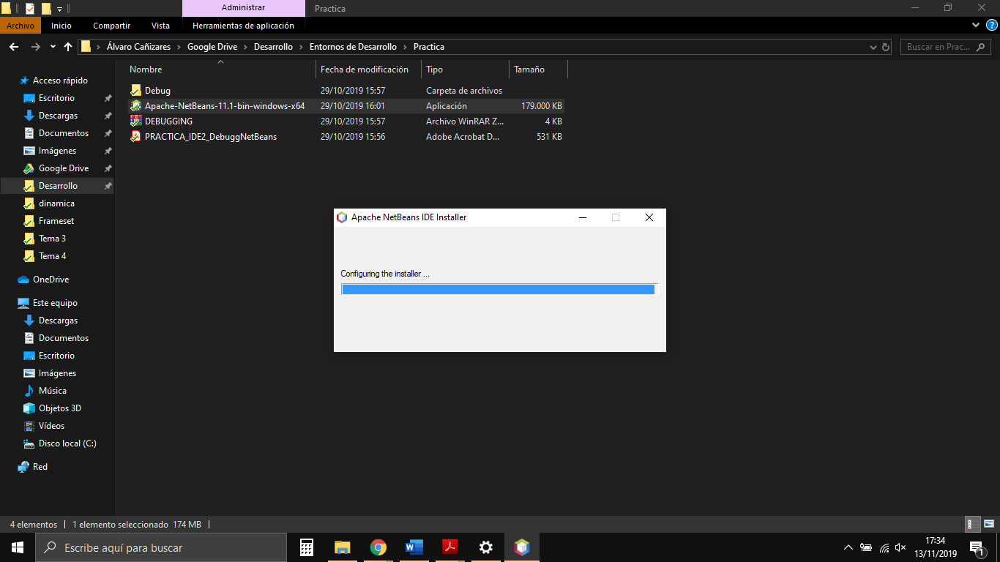 Administrar
Practica
Archivo
Inicio
Compartir
Vista
Herramientas de aplicación
?
Álvaro Cañizares > Google Drive > Desarrollo > Entornos de Desarrollo > Practica
Buscar en Prac...
Nombre
Fecha de modificación
Tipo
Tamaño
Debug
29/10/2019 15:57
Carpeta de archivos
Apache-NetBeans-11.1-bin-windows-x64
29/10/2019 16:01
Aplicación
179.000 KB
DEBUGGING
29/10/2019 15:57
Archivo WinRAR Z...
4 KB
PRACTICA_IDE2_DebuggNetBeans
29/10/2019 15:56
Adobe Acrobat D...
531 KB
Acceso rápido
Escritorio
Descargas
Documentos
Imágenes
Google Drive
Desarrollo
dinamica
Frameset
Tema 3
Tema 4
OneDrive
Este equipo
Descargas
Documentos
Escritorio
Imágenes
Música
Objetos 3D
Vídeos
Disco local (C:)
Red
Apache NetBeans IDE Installer
Configuring the installer ...
4 elementos
1 elemento seleccionado 174 MB
Escribe aquí para buscar
17:34
13/11/2019
1